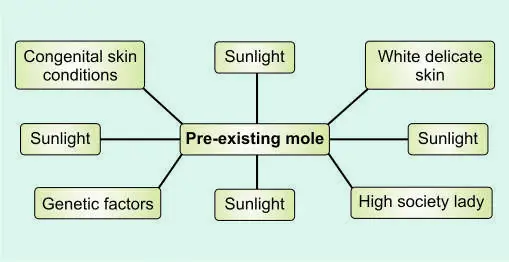 Congenital skin
conditions
Sunlight
White delicate
skin
Sunlight
Pre-existing mole
Sunlight
Genetic factors
Sunlight
High society lady